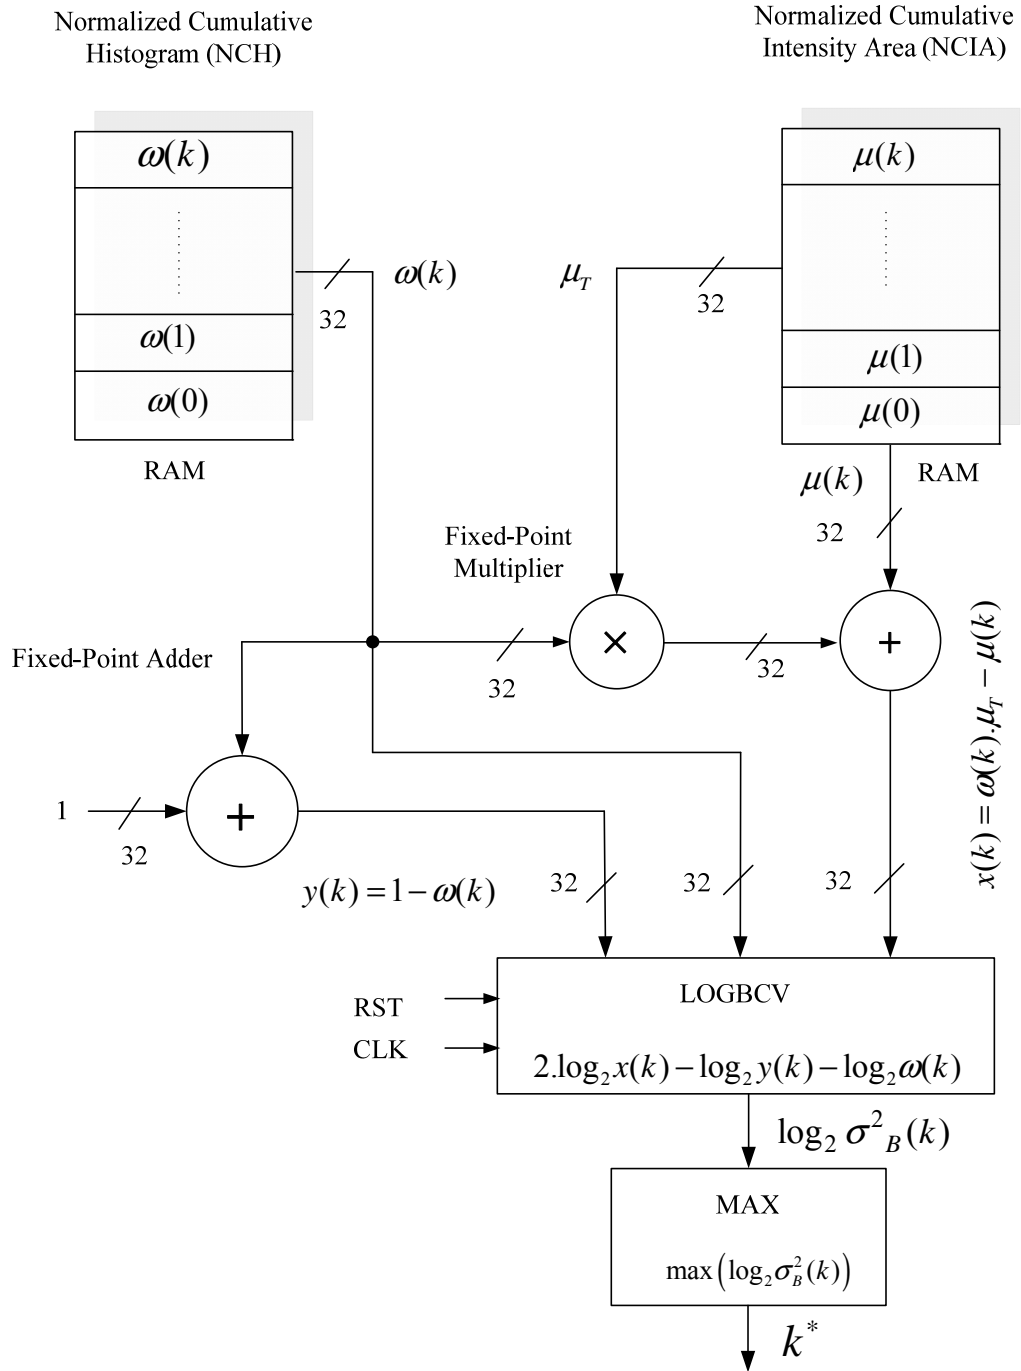 Normalized Cumulative
Histogram (NCH)
Normalized Cumulative
Intensity Area (NCIA)
ω(k)
ω(1)
ω(0)
RAM
32
ω(k)
μ_T
32
μ(k)
μ(1)
μ(0)
RAM
μ(k)
32
Fixed-Point
Multiplier
×
32
32
+
x(k) = ω(k).μ_T − μ(k)
Fixed-Point Adder
1
32
+
y(k) = 1 − ω(k)
32
32
32
RST
CLK
LOGBCV
2.log₂x(k) − log₂y(k) − log₂ω(k)
log₂ σ²_B(k)
MAX
max(log₂σ²_B(k))
k*